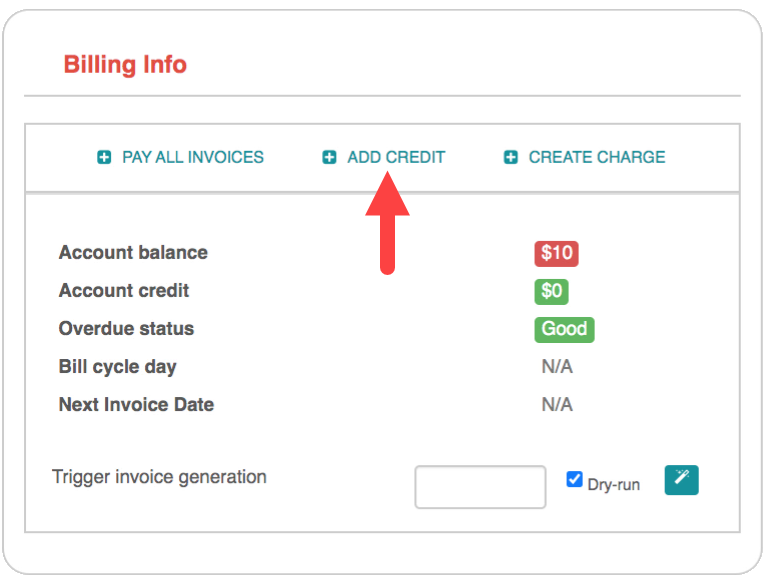 Billing Info
PAY ALL INVOICES ADD CREDIT CREATE CHARGE
Account balance $10
Account credit $0
Overdue status Good
Bill cycle day N/A
Next Invoice Date N/A
Trigger invoice generation Dry-run